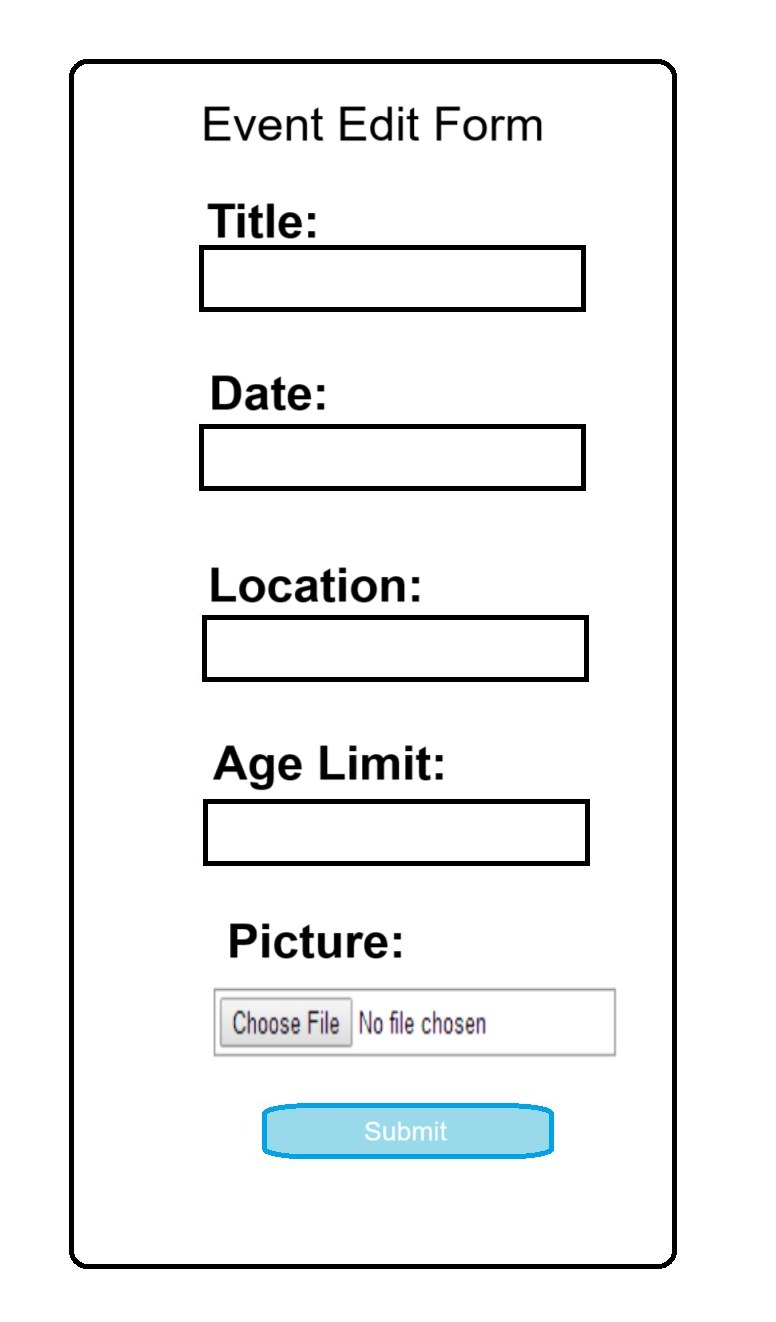 Event Edit Form
Title:
Date:
Location:
Age Limit:
Picture:
Choose File No file chosen
Submit